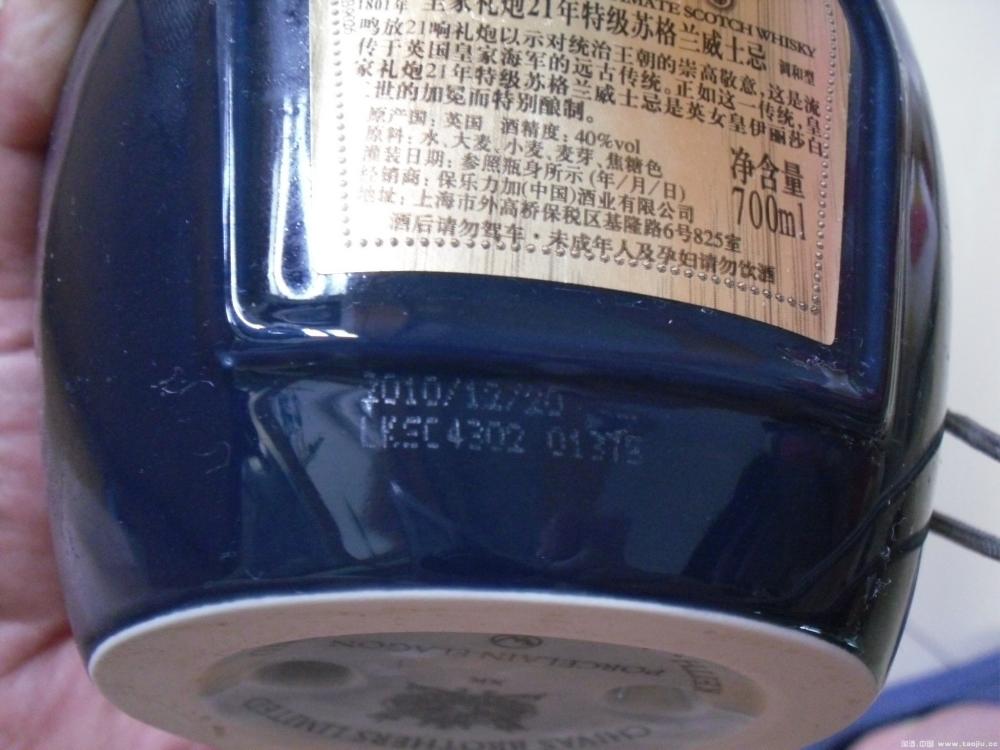 MATE SCOTCH WHISKY
1801年 皇家礼炮21年特级苏格兰威士忌 调和型
鸣放21响礼炮以示对统治王朝的崇高敬意,这是流
传于英国皇家海军的远古传统。正如这一传统,皇
家礼炮21年特级苏格兰威士忌是英女皇伊丽莎白
二世的加冕而特别酿制。
原产国:英国 酒精度:40%vol
原料:水、大麦、小麦、麦芽、焦糖色
灌装日期:参照瓶身所示(年/月/日)
经销商:保乐力加(中国)酒业有限公司
地址:上海市外高桥保税区基隆路6号825室
净含量
700ml
酒后请勿驾车·未成年人及孕妇请勿饮酒
2010/12/20
LKSC4302
PORCELAIN FLAGON
CHIVAS BROTHERS LIMITED
www.taojiu.cc